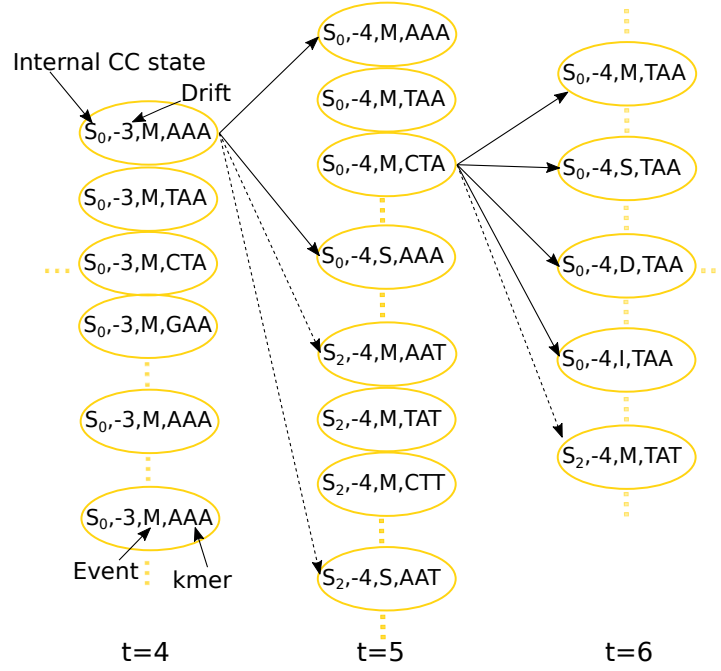 Internal CC state
Drift
S₀,-3,M,AAA
S₀,-3,M,TAA
S₀,-3,M,CTA
S₀,-3,M,GAA
S₀,-3,M,AAA
S₀,-3,M,AAA
Event
kmer
t=4
S₀,-4,M,AAA
S₀,-4,M,TAA
S₀,-4,M,CTA
S₀,-4,S,AAA
S₂,-4,M,AAT
S₂,-4,M,TAT
S₂,-4,M,CTT
S₂,-4,S,AAT
t=5
S₀,-4,M,TAA
S₀,-4,S,TAA
S₀,-4,D,TAA
S₀,-4,I,TAA
S₂,-4,M,TAT
t=6